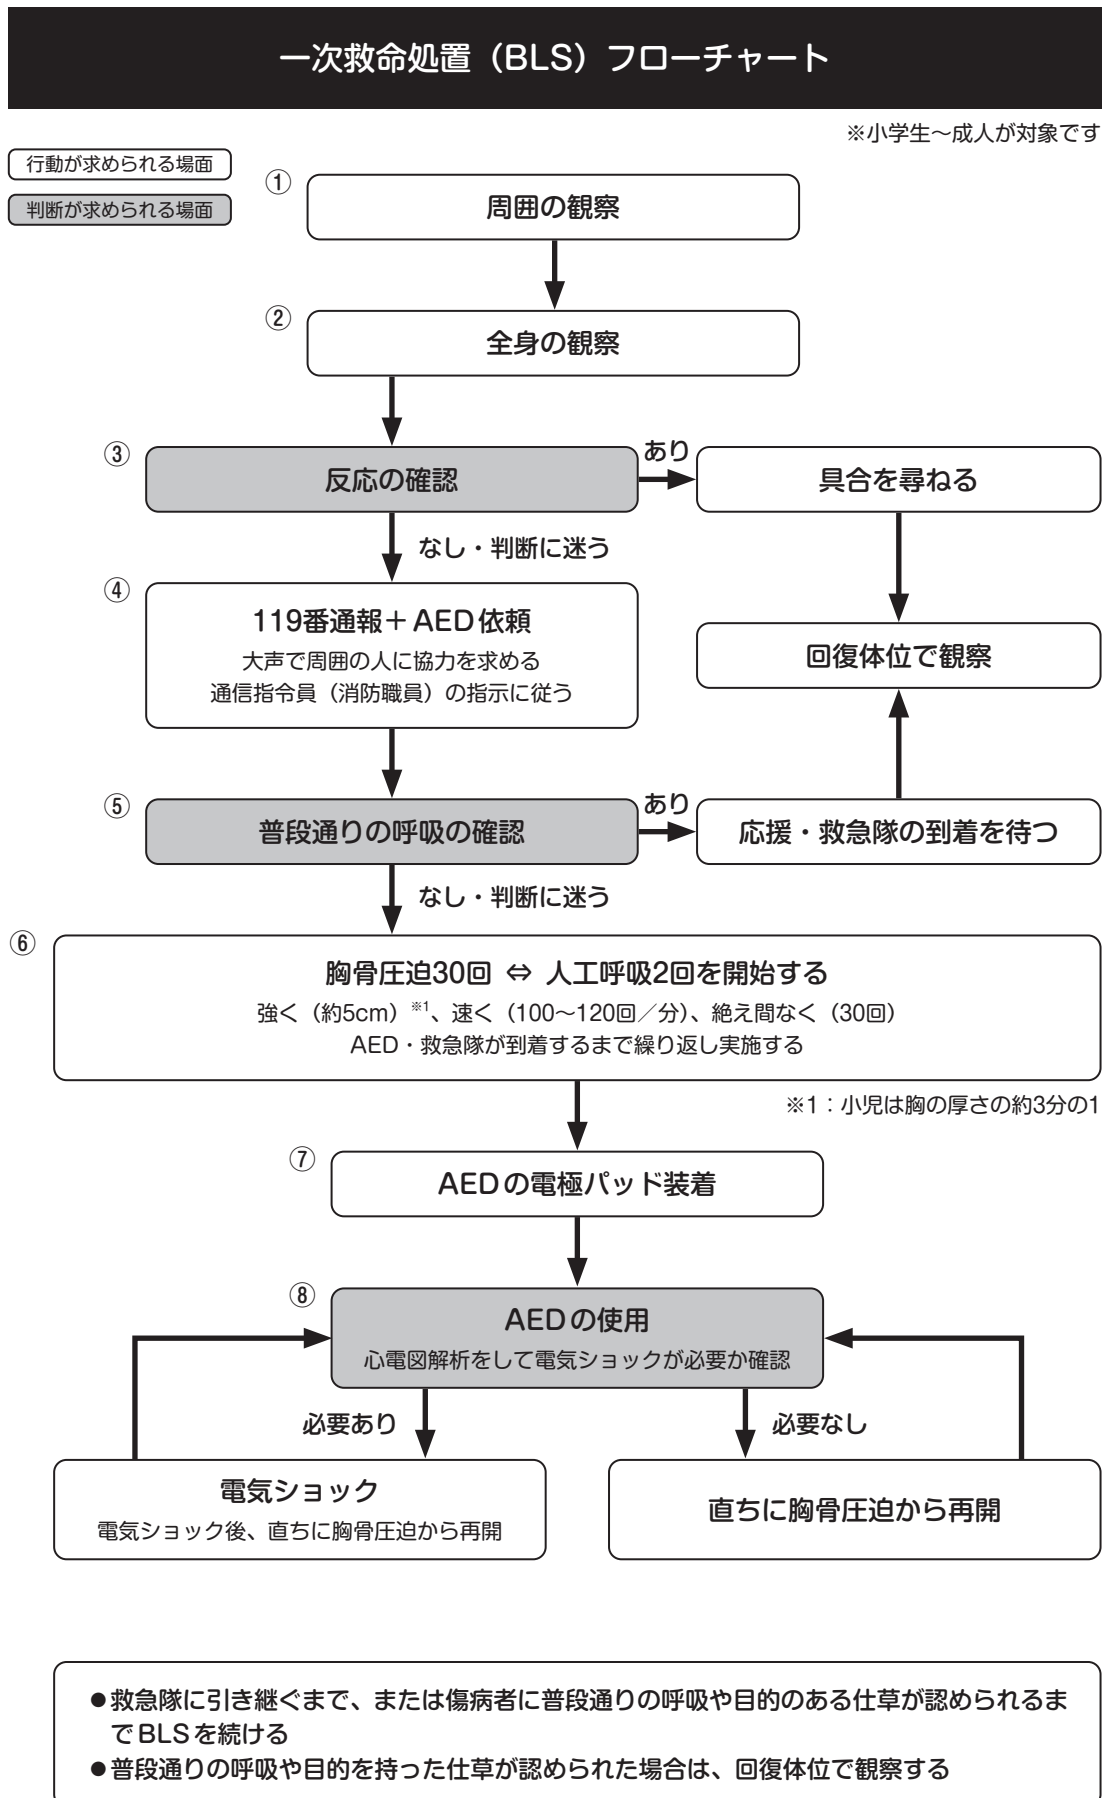 一次救命処置（BLS）フローチャート
※小学生〜成人が対象です
行動が求められる場面
判断が求められる場面
①
周囲の観察
②
全身の観察
③
反応の確認
あり
具合を尋ねる
なし・判断に迷う
④
119番通報＋AED依頼
大声で周囲の人に協力を求める
通信指令員（消防職員）の指示に従う
回復体位で観察
⑤
普段通りの呼吸の確認
あり
応援・救急隊の到着を待つ
なし・判断に迷う
⑥
胸骨圧迫30回 ⇔ 人工呼吸2回を開始する
強く（約5cm）※1、速く（100〜120回／分）、絶え間なく（30回）
AED・救急隊が到着するまで繰り返し実施する
※1：小児は胸の厚さの約3分の1
⑦
AEDの電極パッド装着
⑧
AEDの使用
心電図解析をして電気ショックが必要か確認
必要あり
必要なし
電気ショック
電気ショック後、直ちに胸骨圧迫から再開
直ちに胸骨圧迫から再開
●救急隊に引き継ぐまで、または傷病者に普段通りの呼吸や目的のある仕草が認められるま
でBLSを続ける
●普段通りの呼吸や目的を持った仕草が認められた場合は、回復体位で観察する